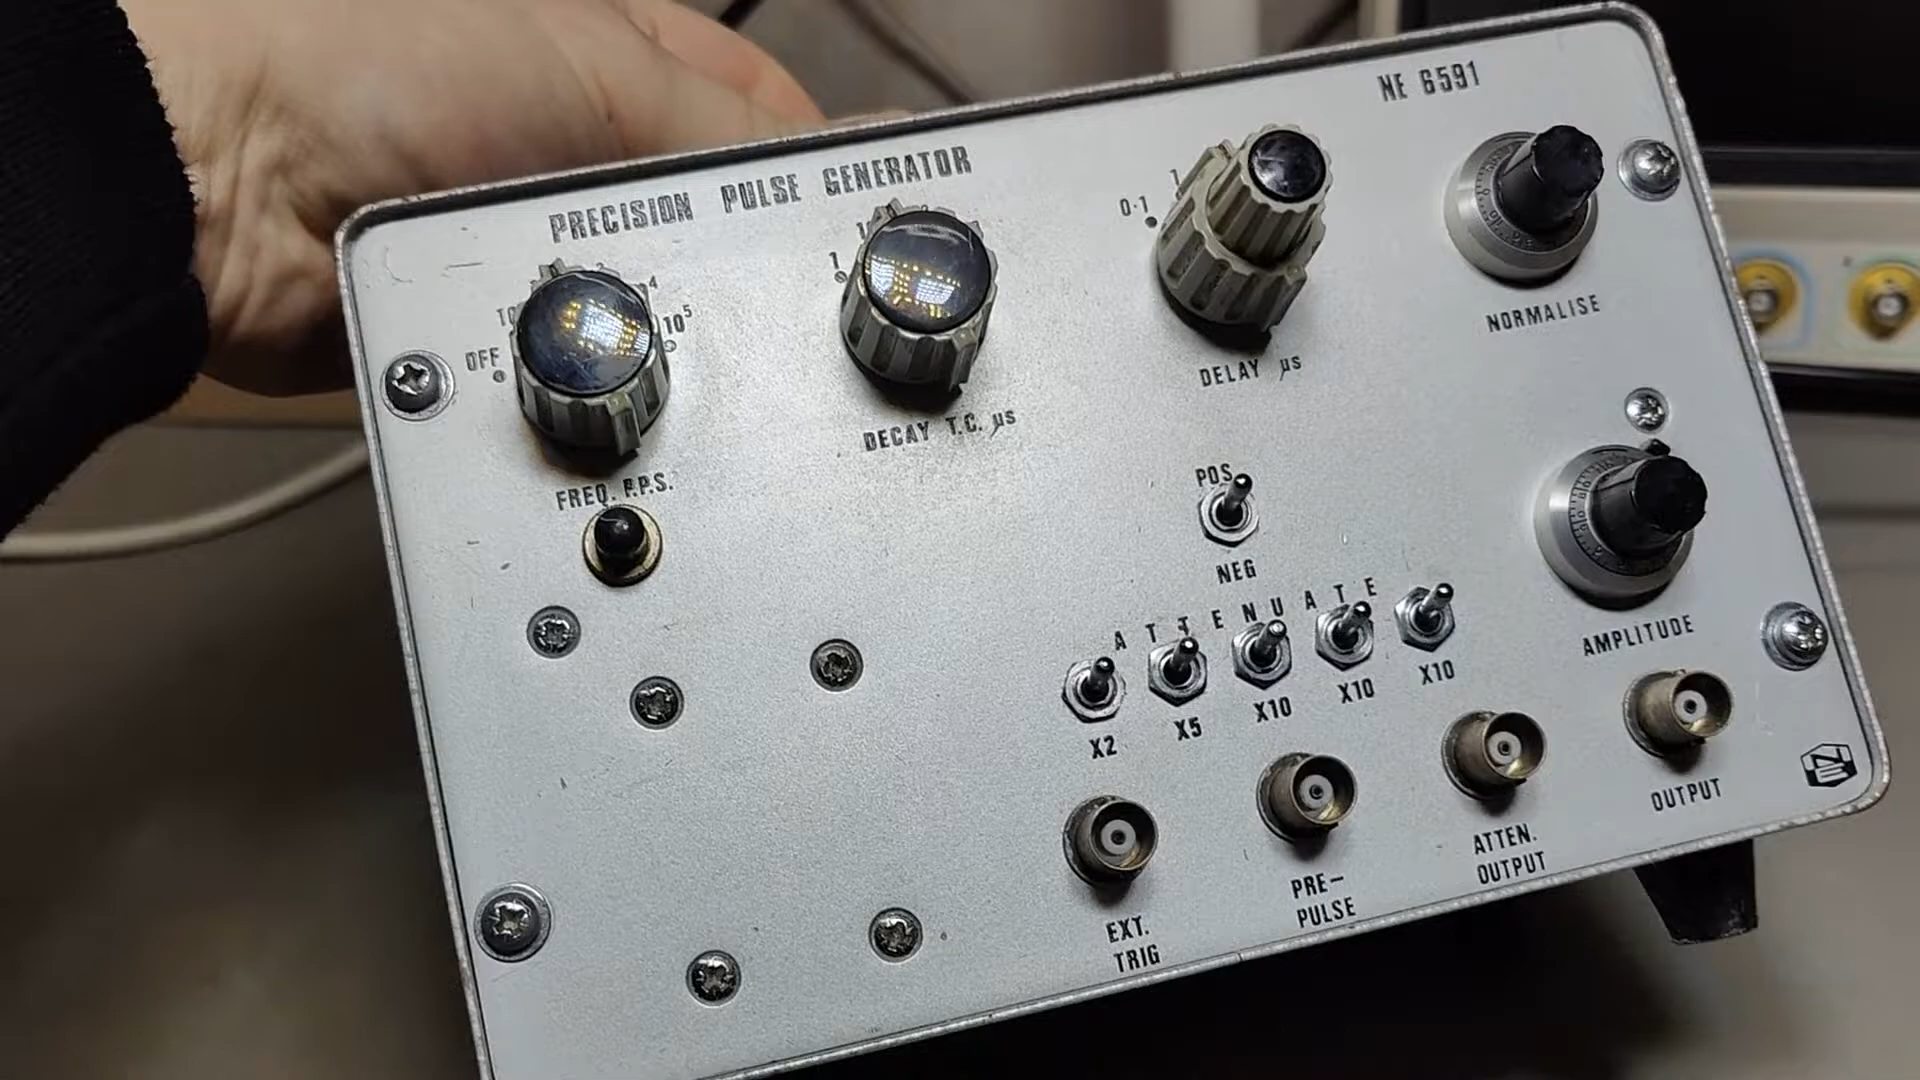 NE 6591
PRECISION PULSE GENERATOR
OFF
10⁵
FREQ. P.P.S.
1
DECAY T.C. µs
0·1
1
DELAY µs
NORMALISE
POS
NEG
ATTENUATE
X2
X5
X10
X10
X10
AMPLITUDE
EXT.
TRIG
PRE-
PULSE
ATTEN.
OUTPUT
OUTPUT
NE